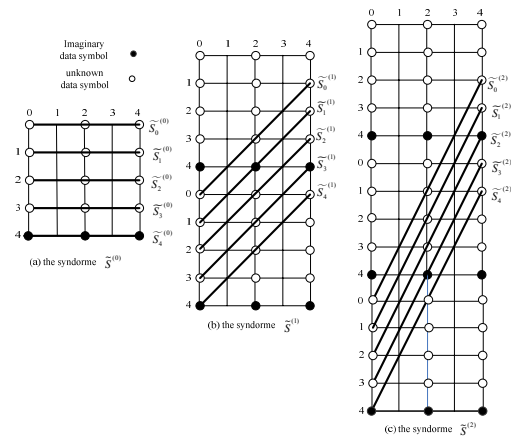 Imaginary
data symbol
unknown
data symbol
0 2 4
1
2
3
4
S̃₀⁽⁰⁾
S̃₁⁽⁰⁾
S̃₂⁽⁰⁾
S̃₃⁽⁰⁾
S̃₄⁽⁰⁾
(a) the syndorme S̃⁽⁰⁾
0 2 4
1
2
3
4
0
1
2
3
4
S̃₀⁽¹⁾
S̃₁⁽¹⁾
S̃₂⁽¹⁾
S̃₃⁽¹⁾
S̃₄⁽¹⁾
(b) the syndorme S̃⁽¹⁾
0 2 4
1
2
3
4
0
1
2
3
4
0
1
2
3
4
S̃₀⁽²⁾
S̃₁⁽²⁾
S̃₂⁽²⁾
S̃₃⁽²⁾
S̃₄⁽²⁾
(c) the syndorme S̃⁽²⁾